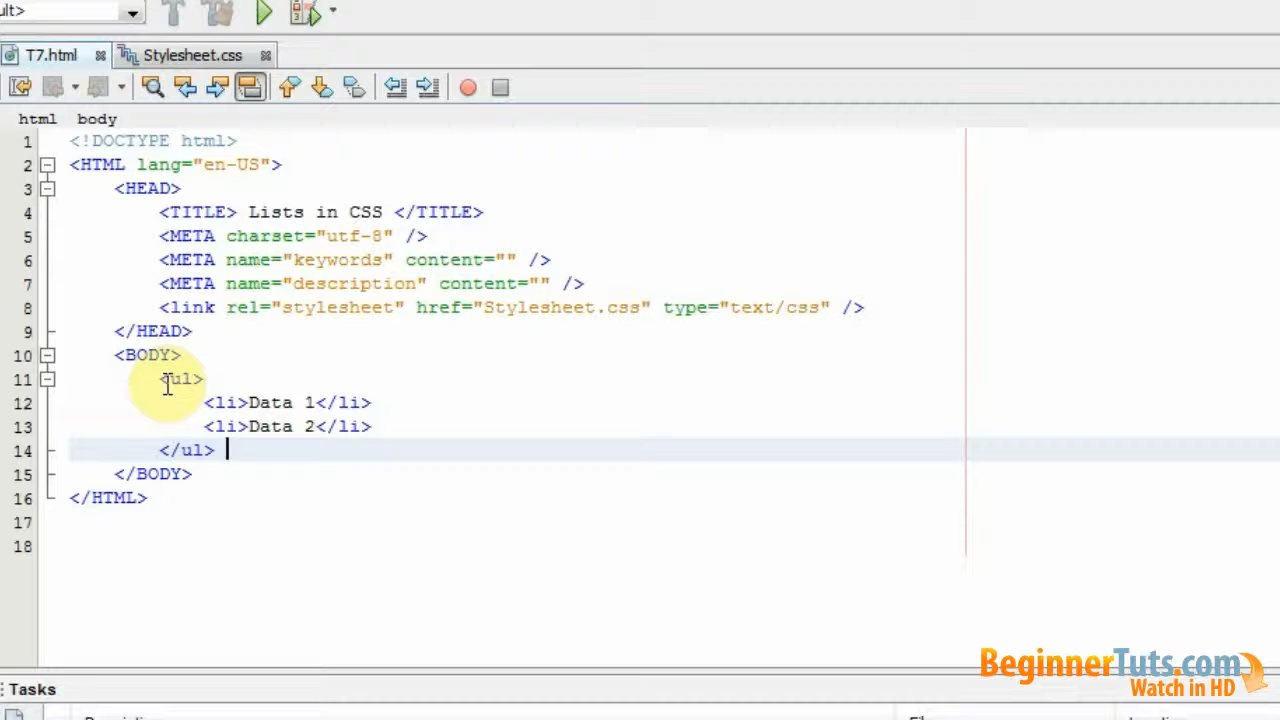 ult>
T7.html Stylesheet.css
html body
1 <!DOCTYPE html>
2 <HTML lang="en-US">
3 <HEAD>
4 <TITLE> Lists in CSS </TITLE>
5 <META charset="utf-8" />
6 <META name="keywords" content="" />
7 <META name="description" content="" />
8 <link rel="stylesheet" href="Stylesheet.css" type="text/css" />
9 </HEAD>
10 <BODY>
11 <ul>
12 <li>Data 1</li>
13 <li>Data 2</li>
14 </ul>
15 </BODY>
16 </HTML>
17
18
BeginnerTuts.com
Watch in HD
Tasks